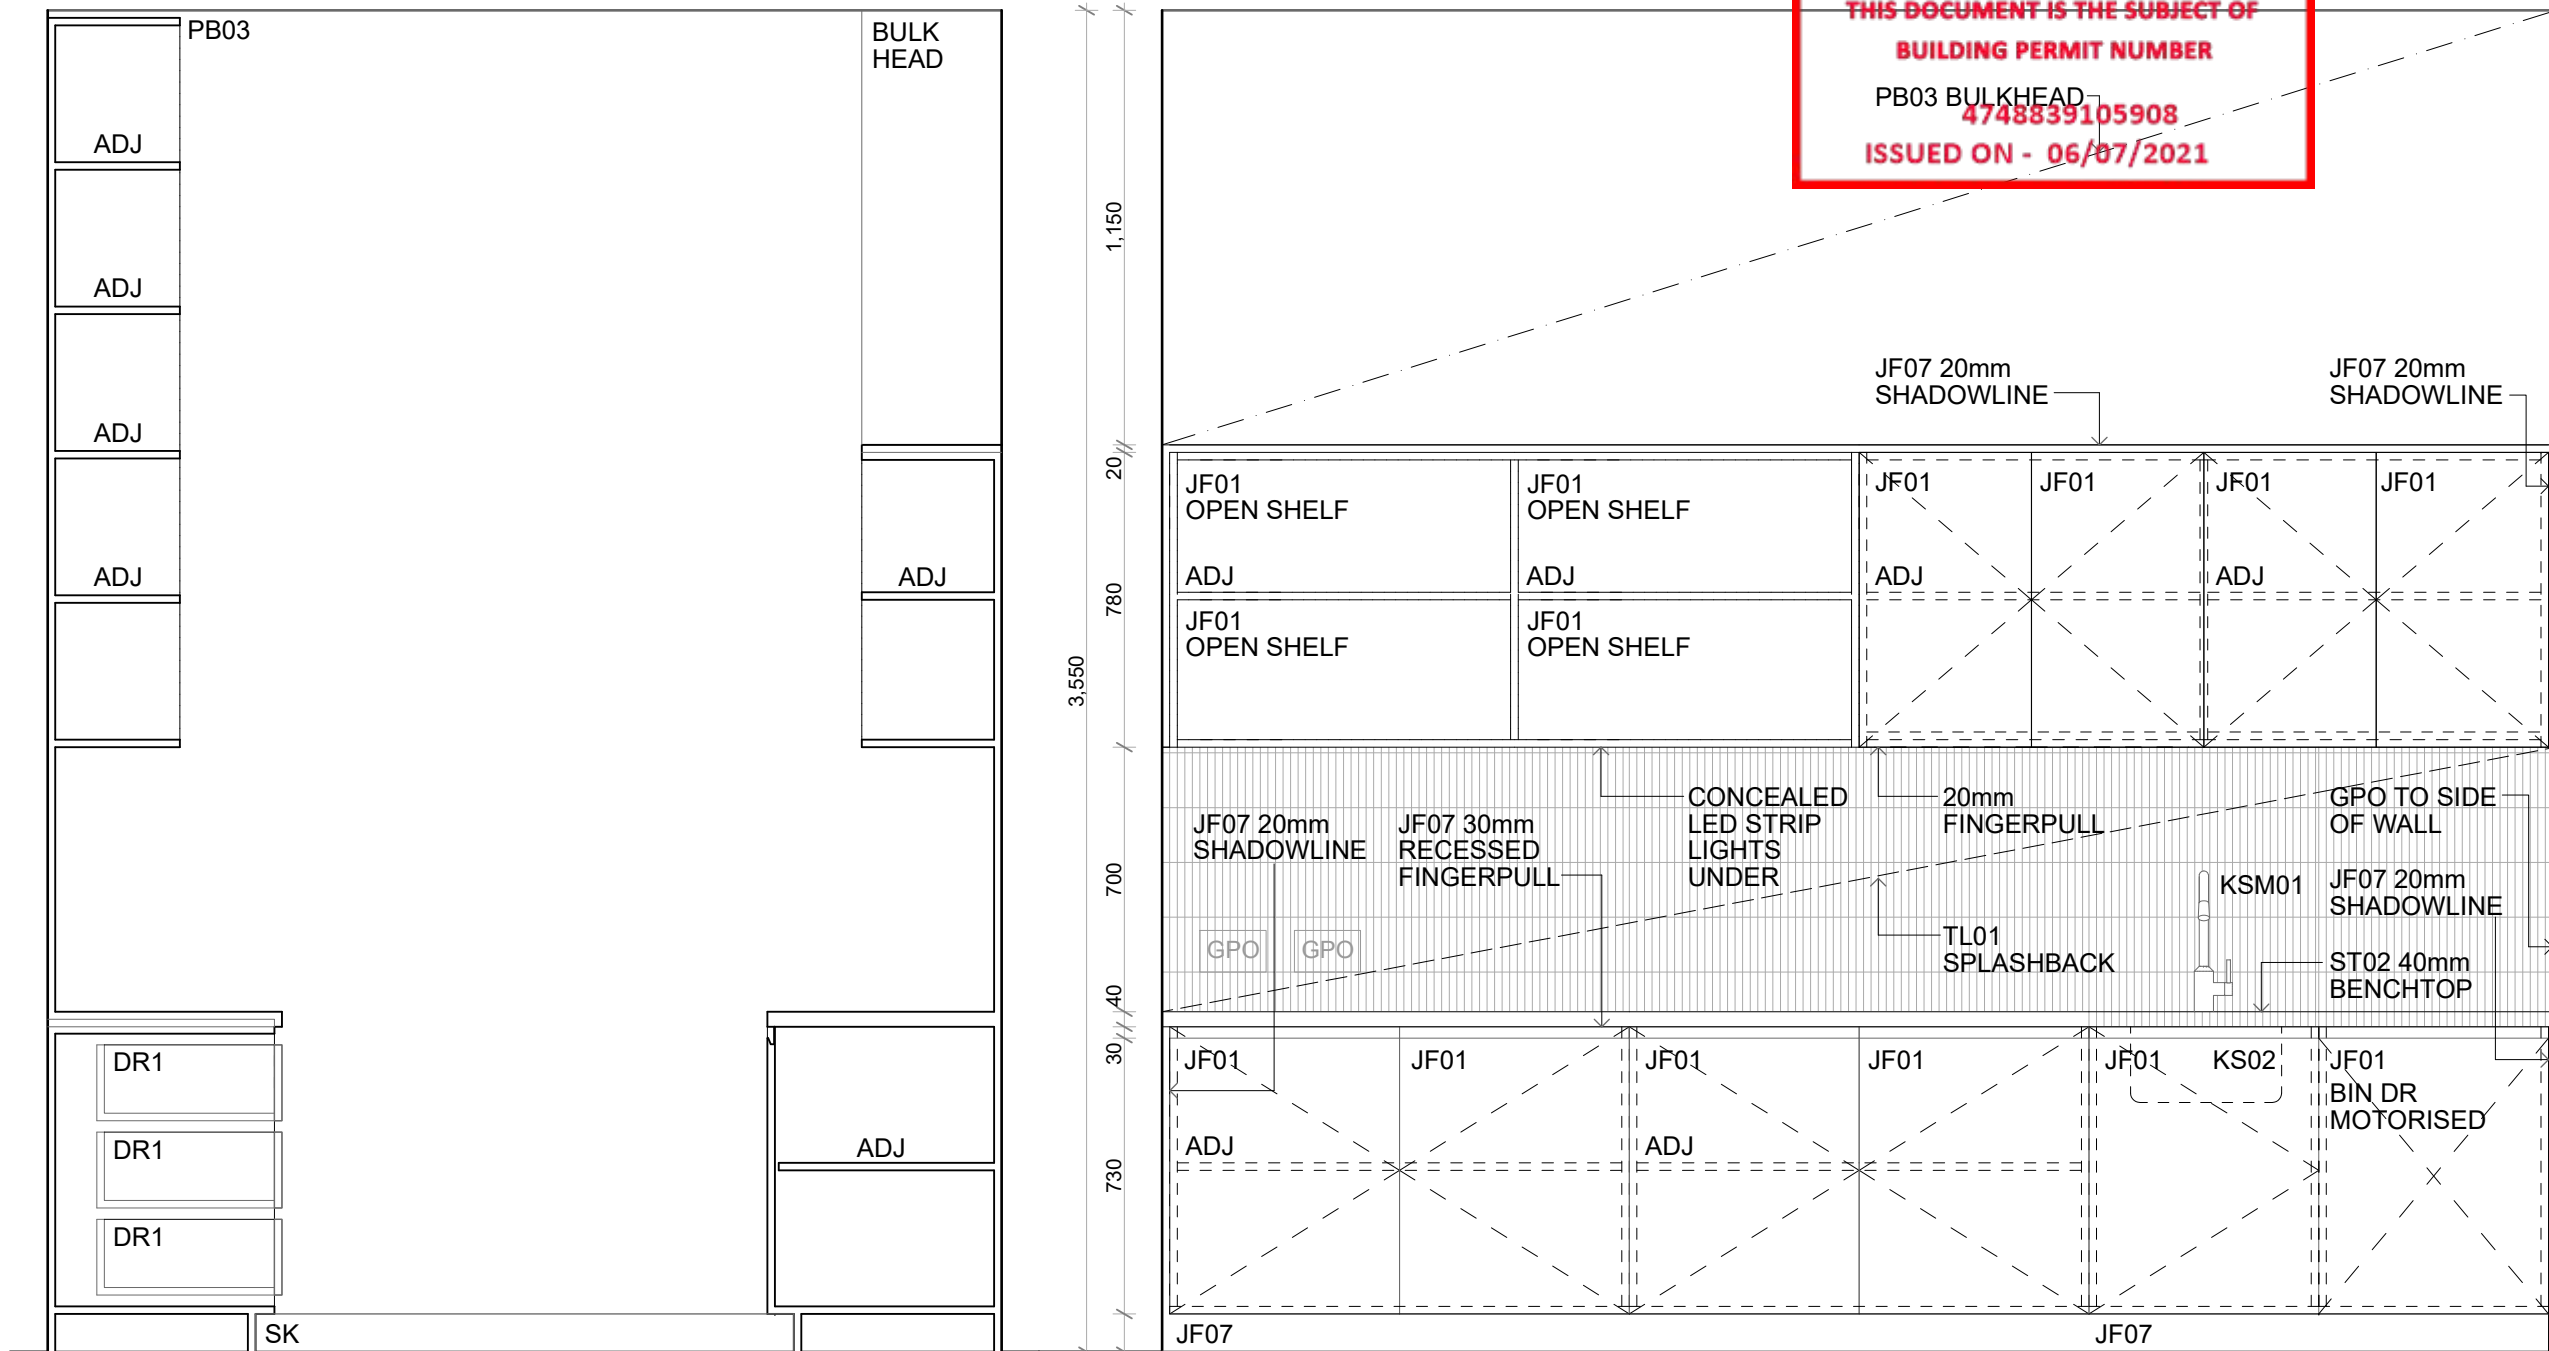 THIS DOCUMENT IS THE SUBJECT OF
BUILDING PERMIT NUMBER
4748839105908
ISSUED ON - 06/07/2021
PB03
BULK
HEAD
ADJ
ADJ
ADJ
ADJ
ADJ
DR1
DR1
DR1
ADJ
SK
3,550
1,150
20
780
700
40
30
730
PB03 BULKHEAD
JF07 20mm
SHADOWLINE
JF07 20mm
SHADOWLINE
JF01
OPEN SHELF
JF01
OPEN SHELF
JF01
JF01
JF01
JF01
ADJ
ADJ
ADJ
ADJ
JF01
OPEN SHELF
JF01
OPEN SHELF
JF07 20mm
SHADOWLINE
JF07 30mm
RECESSED
FINGERPULL
CONCEALED
LED STRIP
LIGHTS
UNDER
20mm
FINGERPULL
GPO TO SIDE
OF WALL
KSM01
JF07 20mm
SHADOWLINE
GPO
GPO
TL01
SPLASHBACK
ST02 40mm
BENCHTOP
JF01
JF01
JF01
JF01
JF01
KS02
JF01
BIN DR
MOTORISED
ADJ
ADJ
JF07
JF07